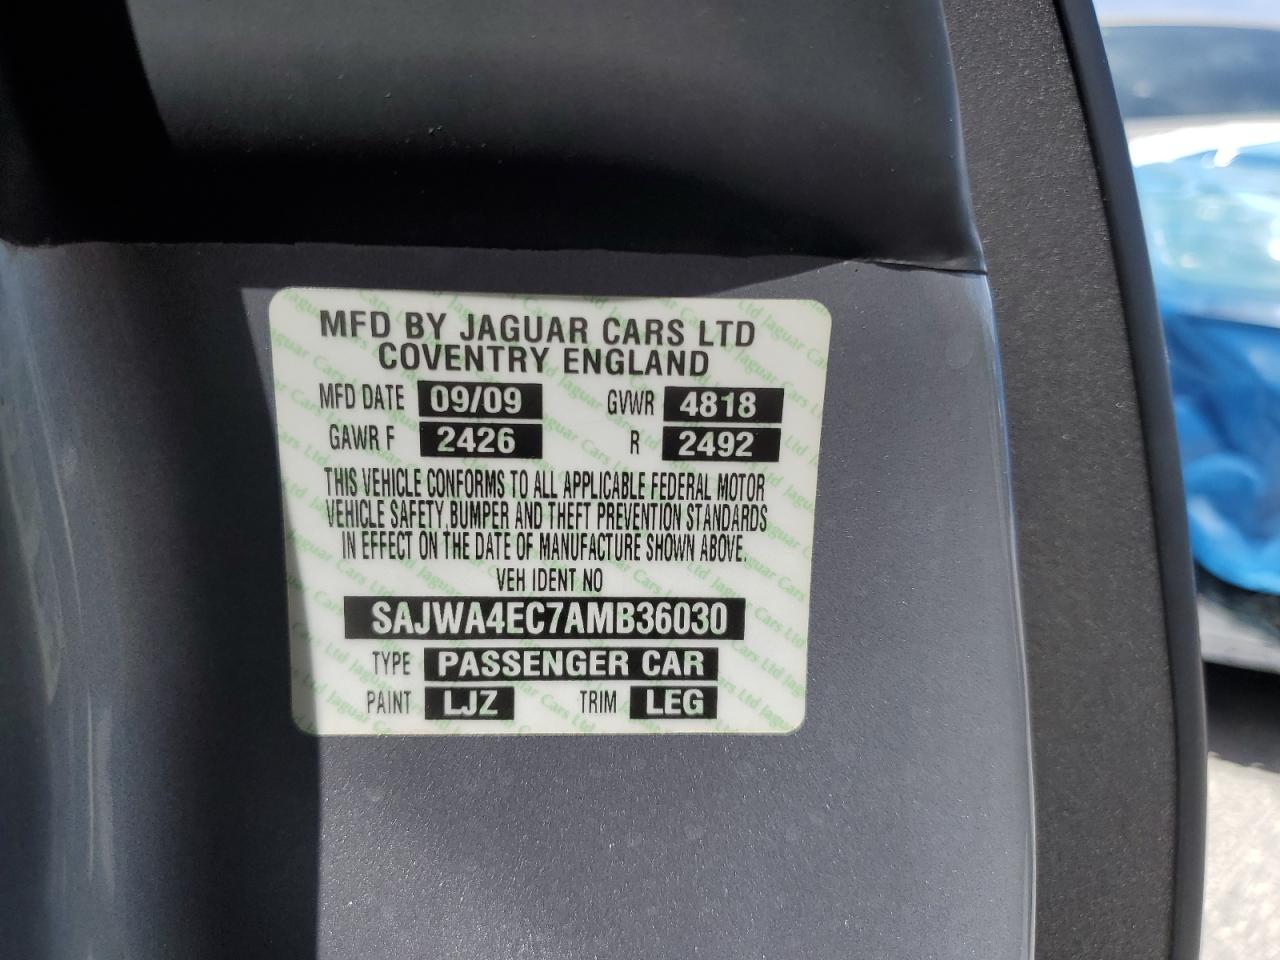 MFD BY JAGUAR CARS LTD
COVENTRY ENGLAND
MFD DATE 09/09 GVWR 4818
GAWR F 2426 R 2492
THIS VEHICLE CONFORMS TO ALL APPLICABLE FEDERAL MOTOR
VEHICLE SAFETY, BUMPER AND THEFT PREVENTION STANDARDS
IN EFFECT ON THE DATE OF MANUFACTURE SHOWN ABOVE.
VEH IDENT NO
SAJWA4EC7AMB36030
TYPE PASSENGER CAR
PAINT LJZ TRIM LEG